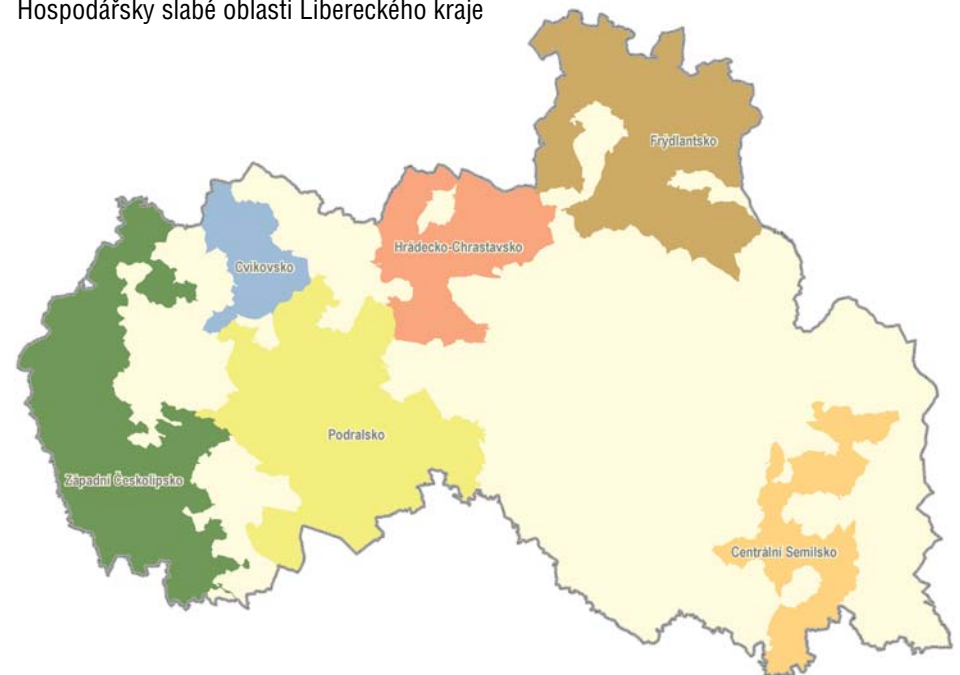 Hospodářsky slabé oblasti Libereckého kraje
Frýdlantsko
Hrádecko-Chrastavsko
Cvikovsko
Podralsko
Západní Českolipsko
Centrální Semilsko